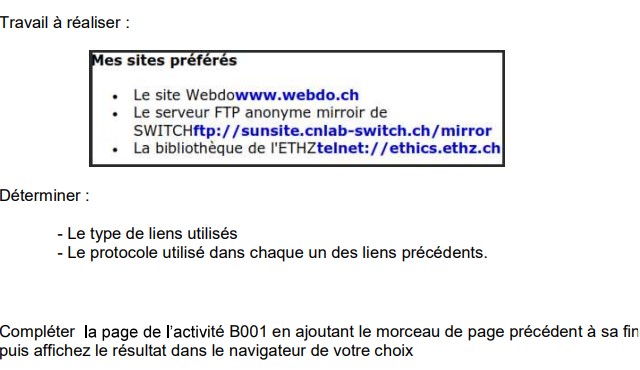 Travail à réaliser :
Mes sites préférés
• Le site Webdowww.webdo.ch
• Le serveur FTP anonyme mirroir de
SWITCHftp://sunsite.cnlab-switch.ch/mirror
• La bibliothèque de l'ETHZtelnet://ethics.ethz.ch
Déterminer :
- Le type de liens utilisés
- Le protocole utilisé dans chaque un des liens précédents.
Compléter la page de l'activité B001 en ajoutant le morceau de page précédent à sa fin
puis affichez le résultat dans le navigateur de votre choix